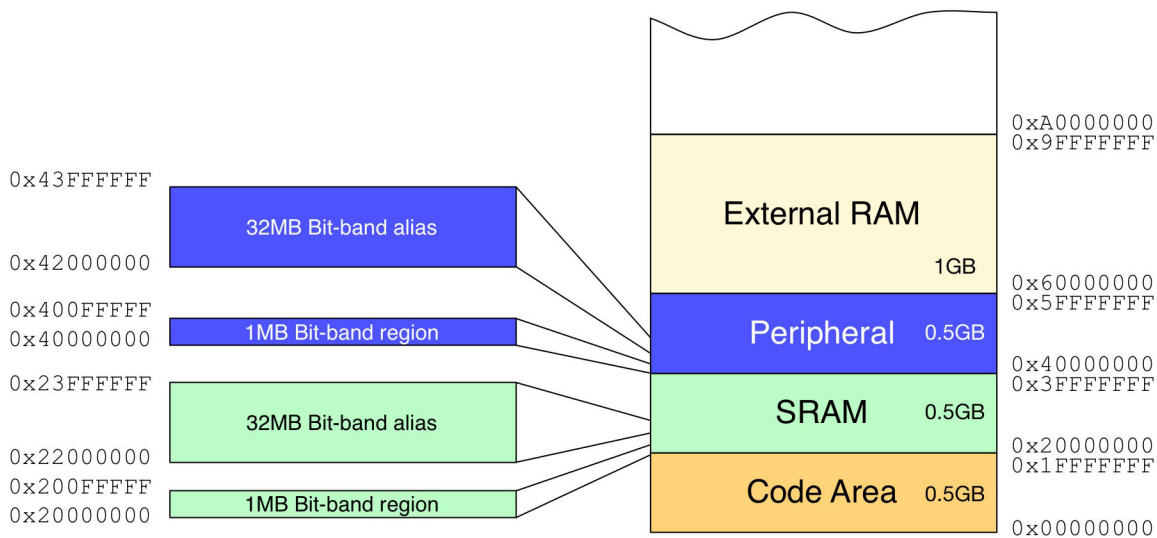 0xA0000000
0x9FFFFFFF
0x43FFFFFF
32MB Bit-band alias
External RAM
0x42000000
1GB
0x60000000
0x5FFFFFFF
0x400FFFFF
1MB Bit-band region
0x40000000
Peripheral 0.5GB
0x40000000
0x3FFFFFFF
0x23FFFFFF
32MB Bit-band alias
SRAM 0.5GB
0x22000000
0x20000000
0x1FFFFFFF
0x200FFFFF
1MB Bit-band region
0x20000000
Code Area 0.5GB
0x00000000